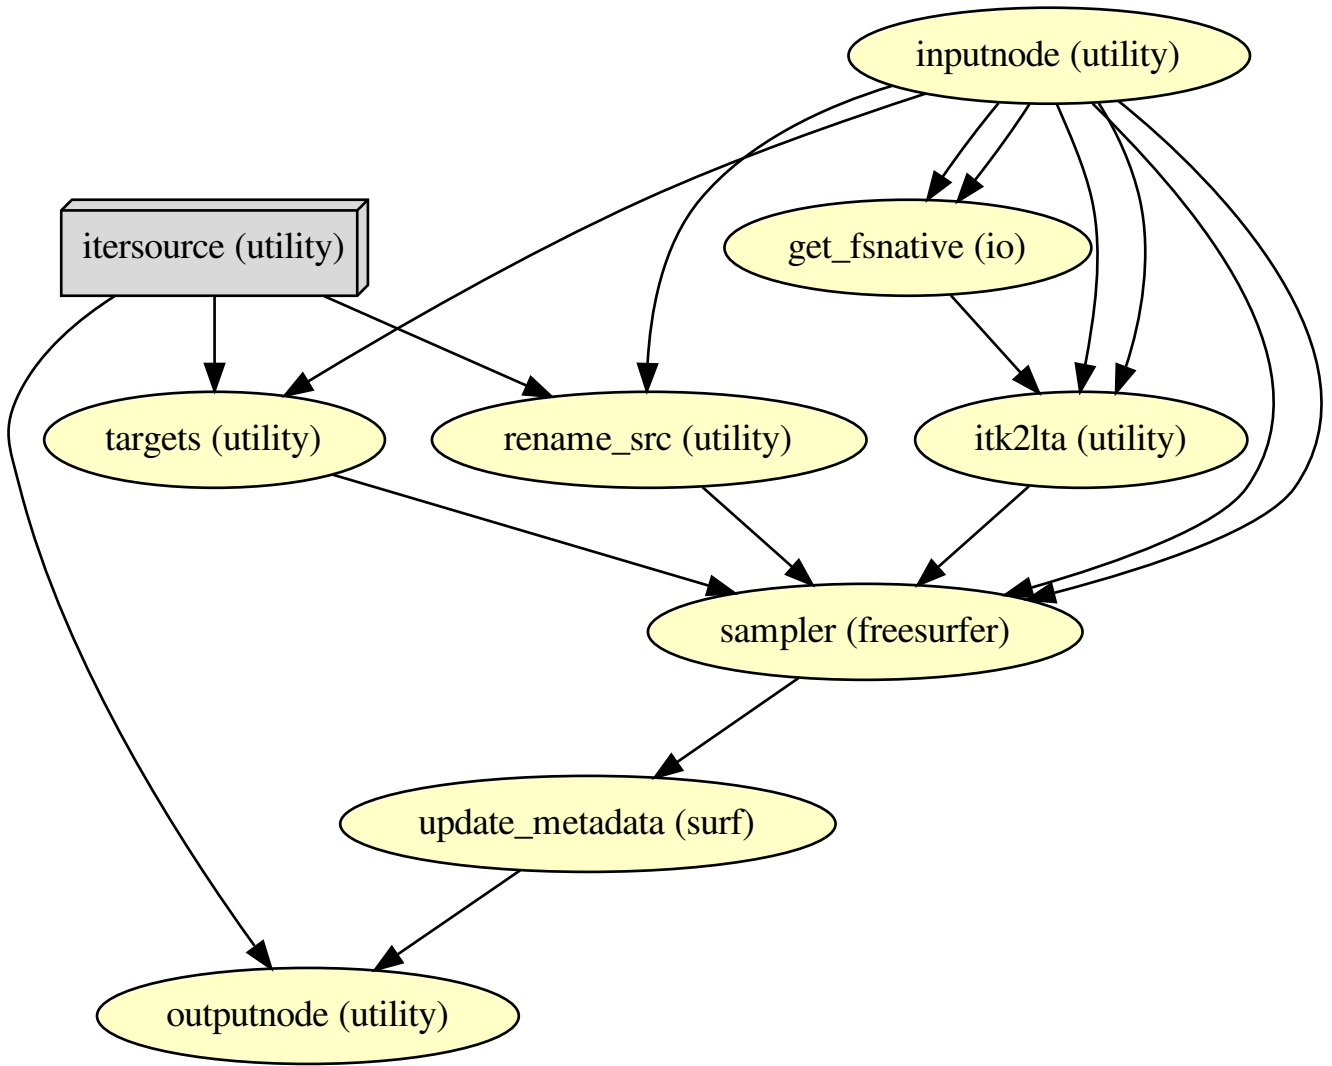 inputnode (utility)
itersource (utility)
get_fsnative (io)
targets (utility)
rename_src (utility)
itk2lta (utility)
sampler (freesurfer)
update_metadata (surf)
outputnode (utility)